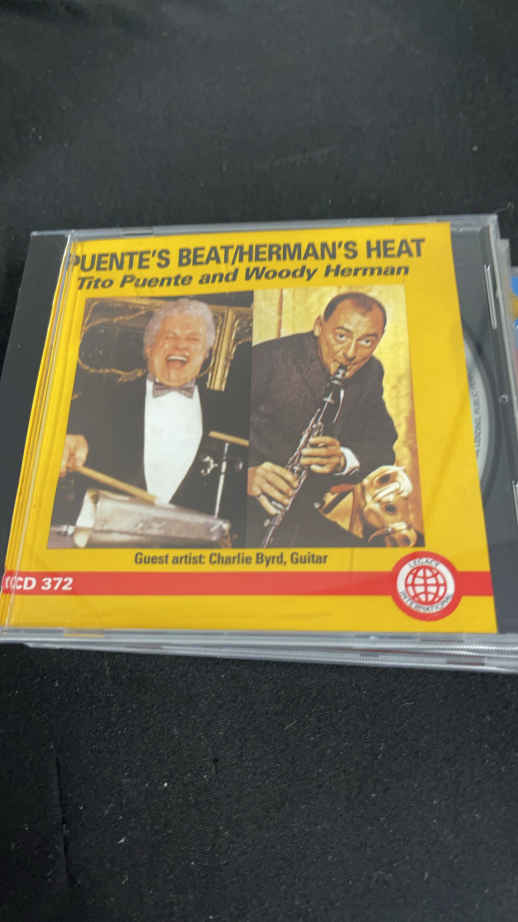 PUENTE'S BEAT/HERMAN'S HEAT
Tito Puente and Woody Herman
Guest artist: Charlie Byrd, Guitar
CD 372
LEGACY
INTERNATIONAL